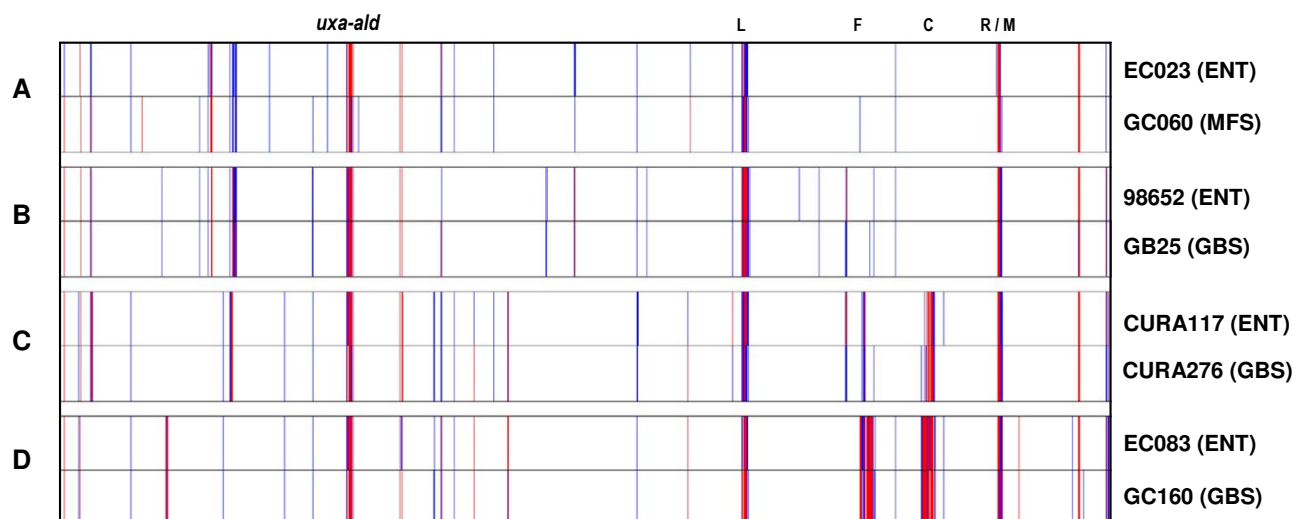 uxa-ald L F C R / M
A EC023 (ENT)
GC060 (MFS)
B 98652 (ENT)
GB25 (GBS)
C CURA117 (ENT)
CURA276 (GBS)
D EC083 (ENT)
GC160 (GBS)